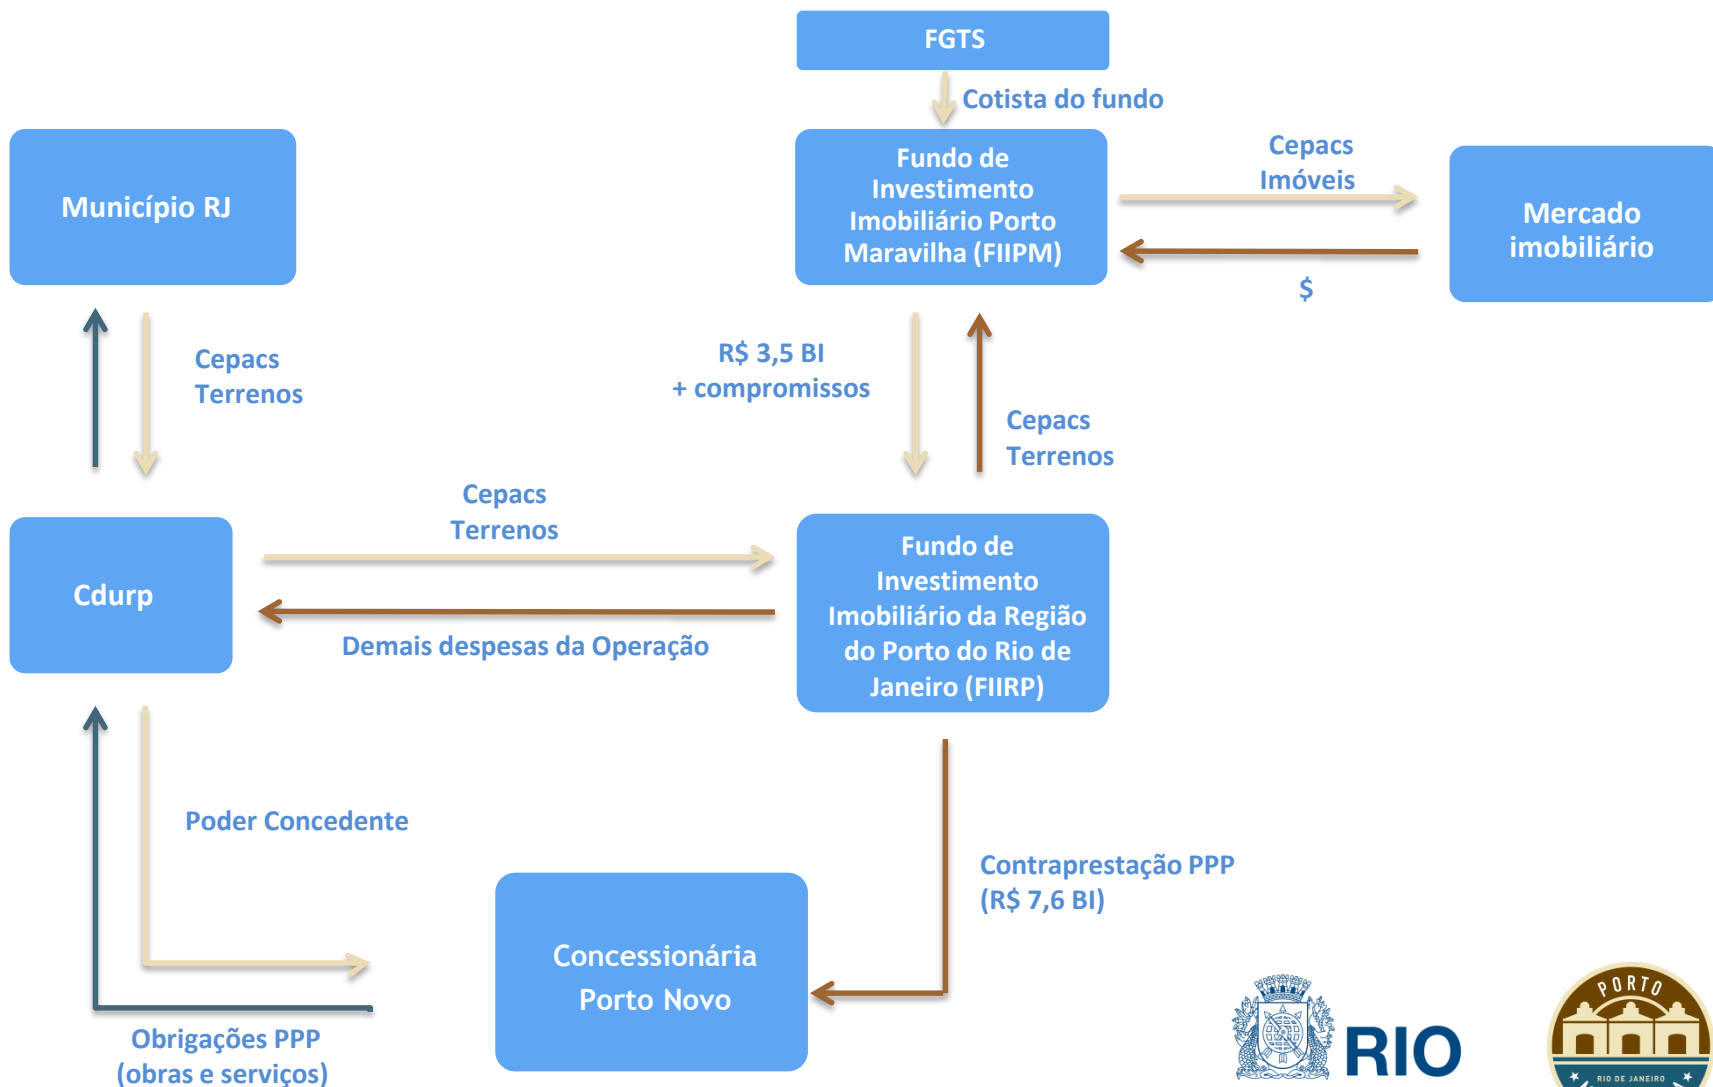 FGTS
Cotista do fundo
Município RJ
Fundo de
Investimento
Imobiliário Porto
Maravilha (FIIPM)
Cepacs
Imóveis
Mercado
imobiliário
$
Cepacs
Terrenos
R$ 3,5 BI
+ compromissos
Cepacs
Terrenos
Cepacs
Terrenos
Cdurp
Fundo de
Investimento
Imobiliário da Região
do Porto do Rio de
Janeiro (FIIRP)
Demais despesas da Operação
Poder Concedente
Contraprestação PPP
(R$ 7,6 BI)
Concessionária
Porto Novo
Obrigações PPP
(obras e serviços)
RIO
PORTO
RIO DE JANEIRO